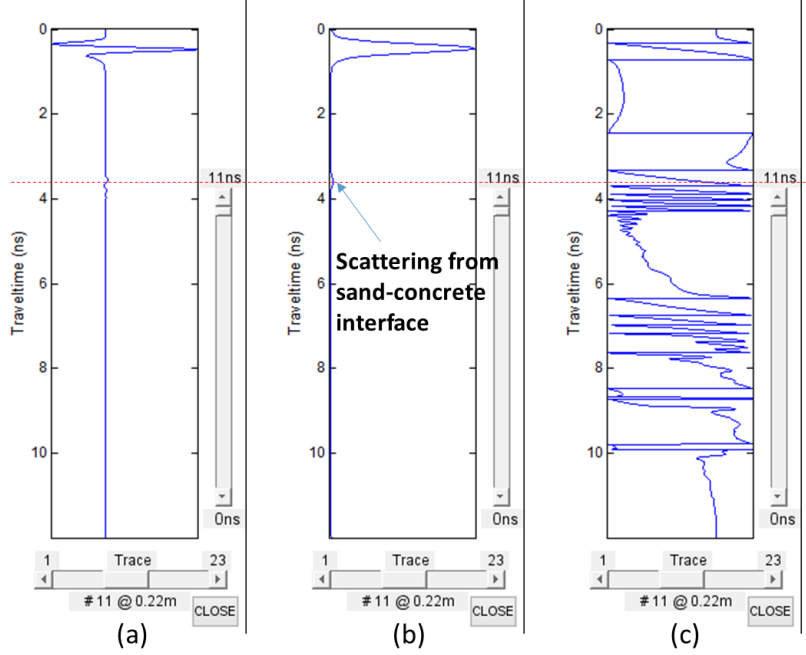 0
2
4
6
8
10
Traveltime (ns)
11ns
0ns
1 Trace 23
# 11 @ 0.22m
CLOSE
(a)
0
2
4
6
8
10
Traveltime (ns)
Scattering from
sand-concrete
interface
11ns
0ns
1 Trace 23
# 11 @ 0.22m
CLOSE
(b)
0
2
4
6
8
10
Traveltime (ns)
11ns
0ns
1 Trace 23
# 11 @ 0.22m
CLOSE
(c)